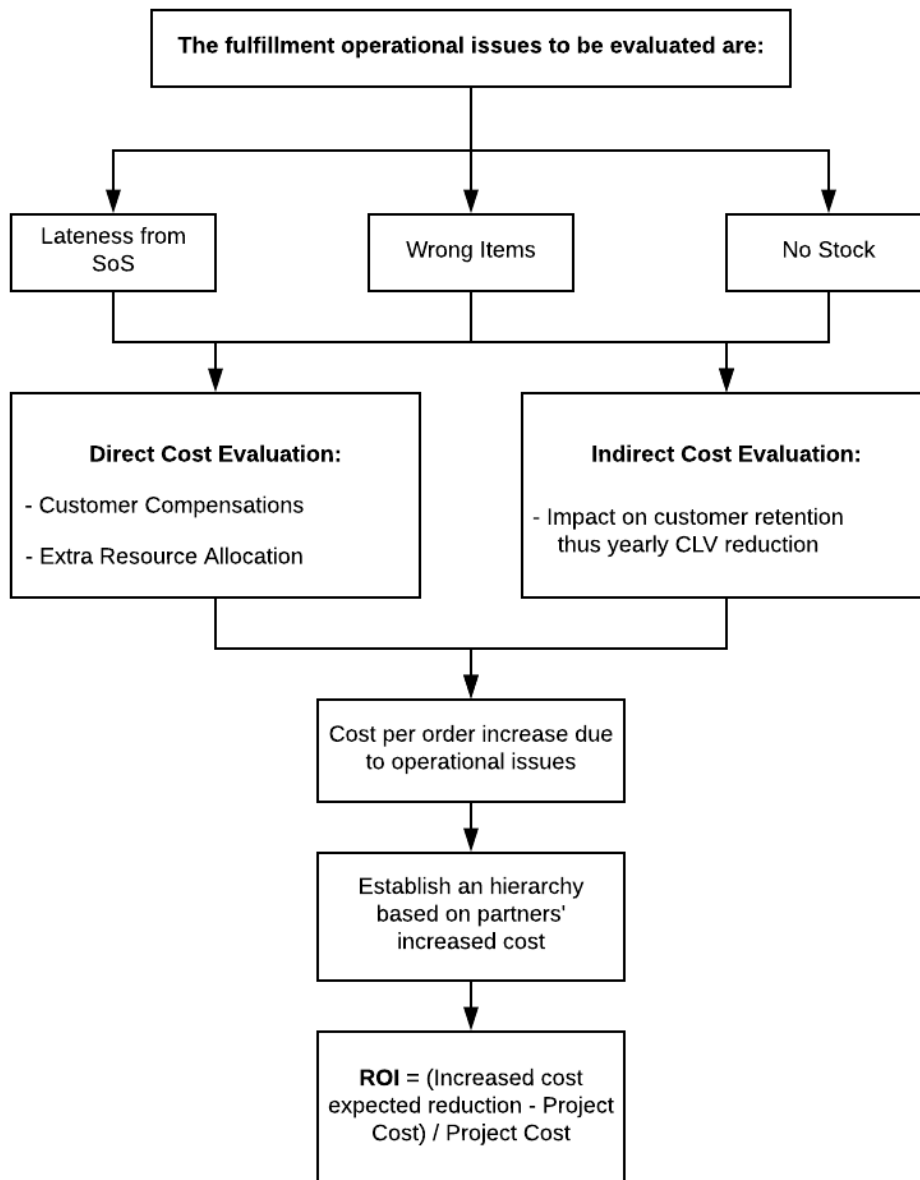 The fulfillment operational issues to be evaluated are:
Lateness from
SoS
Wrong Items
No Stock
Direct Cost Evaluation:
- Customer Compensations
- Extra Resource Allocation
Indirect Cost Evaluation:
- Impact on customer retention
thus yearly CLV reduction
Cost per order increase due
to operational issues
Establish an hierarchy
based on partners'
increased cost
ROI = (Increased cost
expected reduction - Project
Cost) / Project Cost